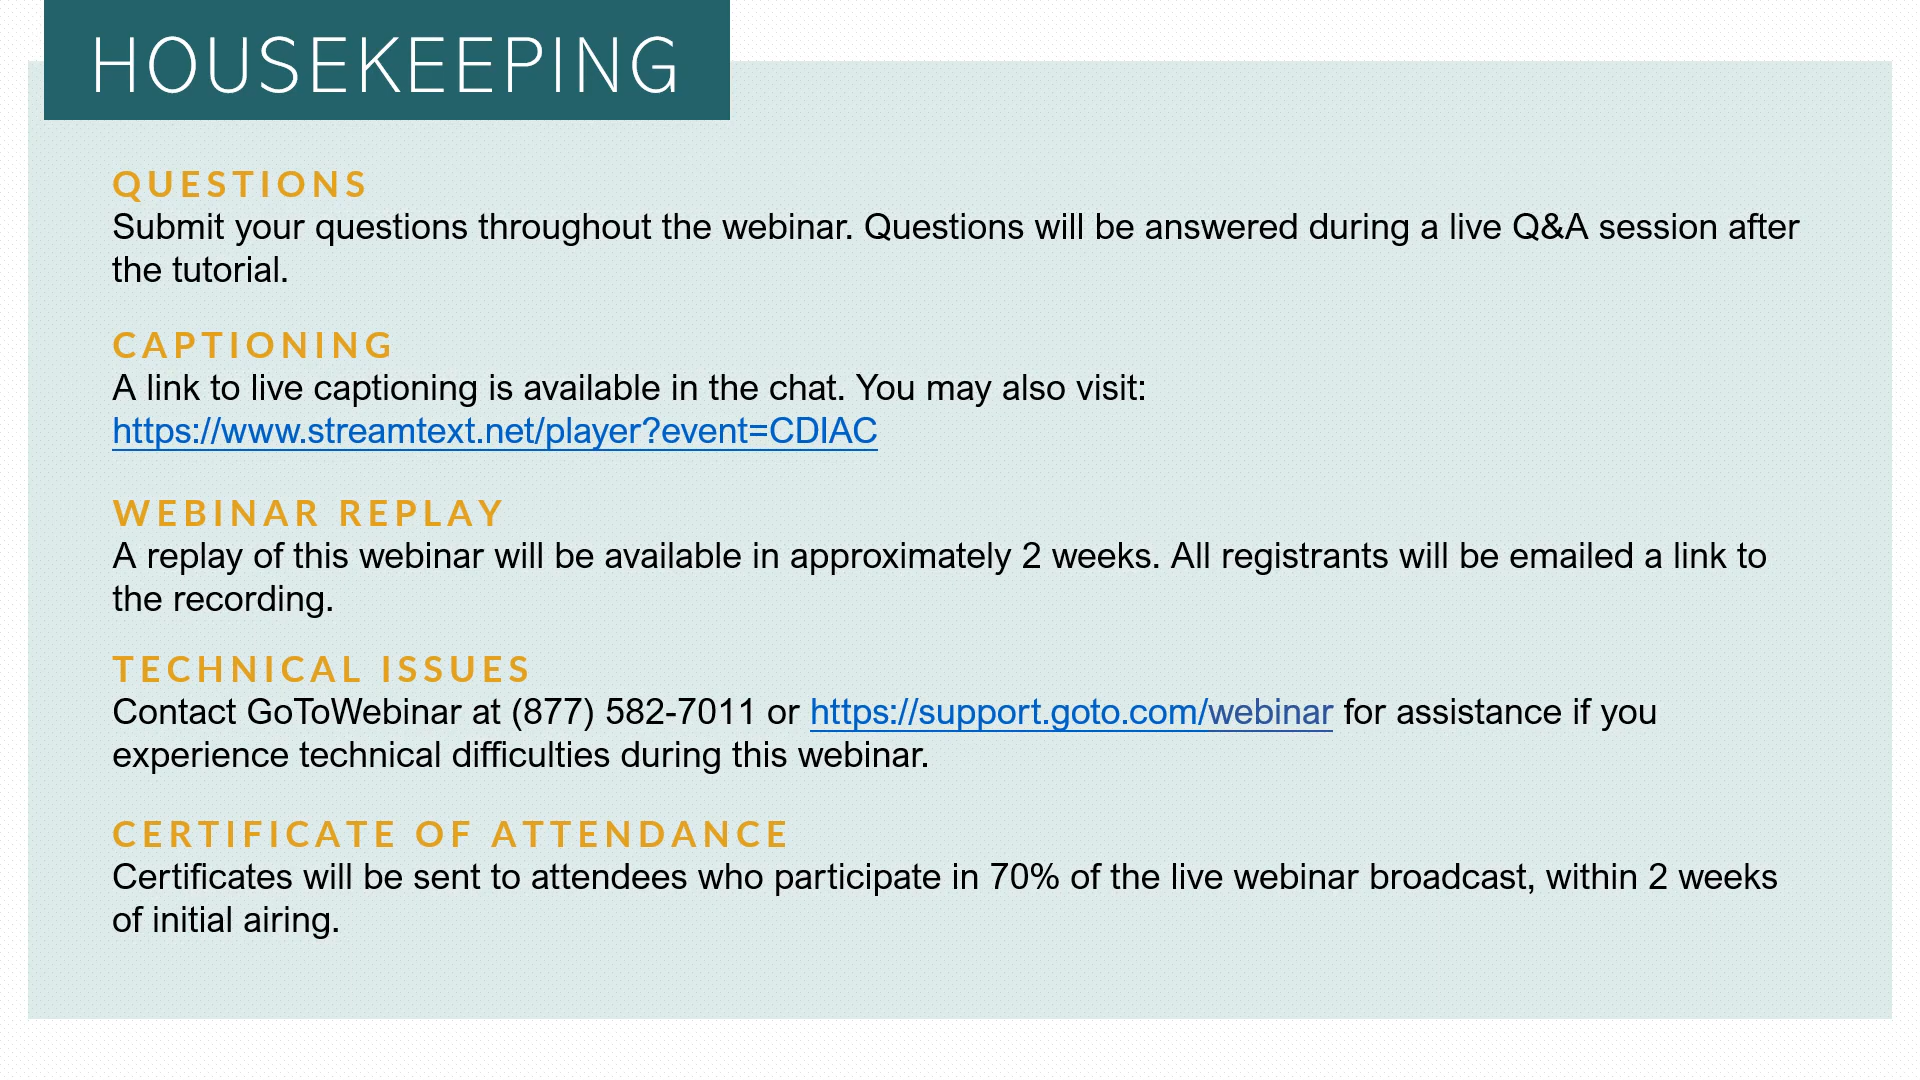 HOUSEKEEPING
QUESTIONS
Submit your questions throughout the webinar. Questions will be answered during a live Q&A session after
the tutorial.
CAPTIONING
A link to live captioning is available in the chat. You may also visit:
https://www.streamtext.net/player?event=CDIAC
WEBINAR REPLAY
A replay of this webinar will be available in approximately 2 weeks. All registrants will be emailed a link to
the recording.
TECHNICAL ISSUES
Contact GoToWebinar at (877) 582-7011 or https://support.goto.com/webinar for assistance if you
experience technical difficulties during this webinar.
CERTIFICATE OF ATTENDANCE
Certificates will be sent to attendees who participate in 70% of the live webinar broadcast, within 2 weeks
of initial airing.